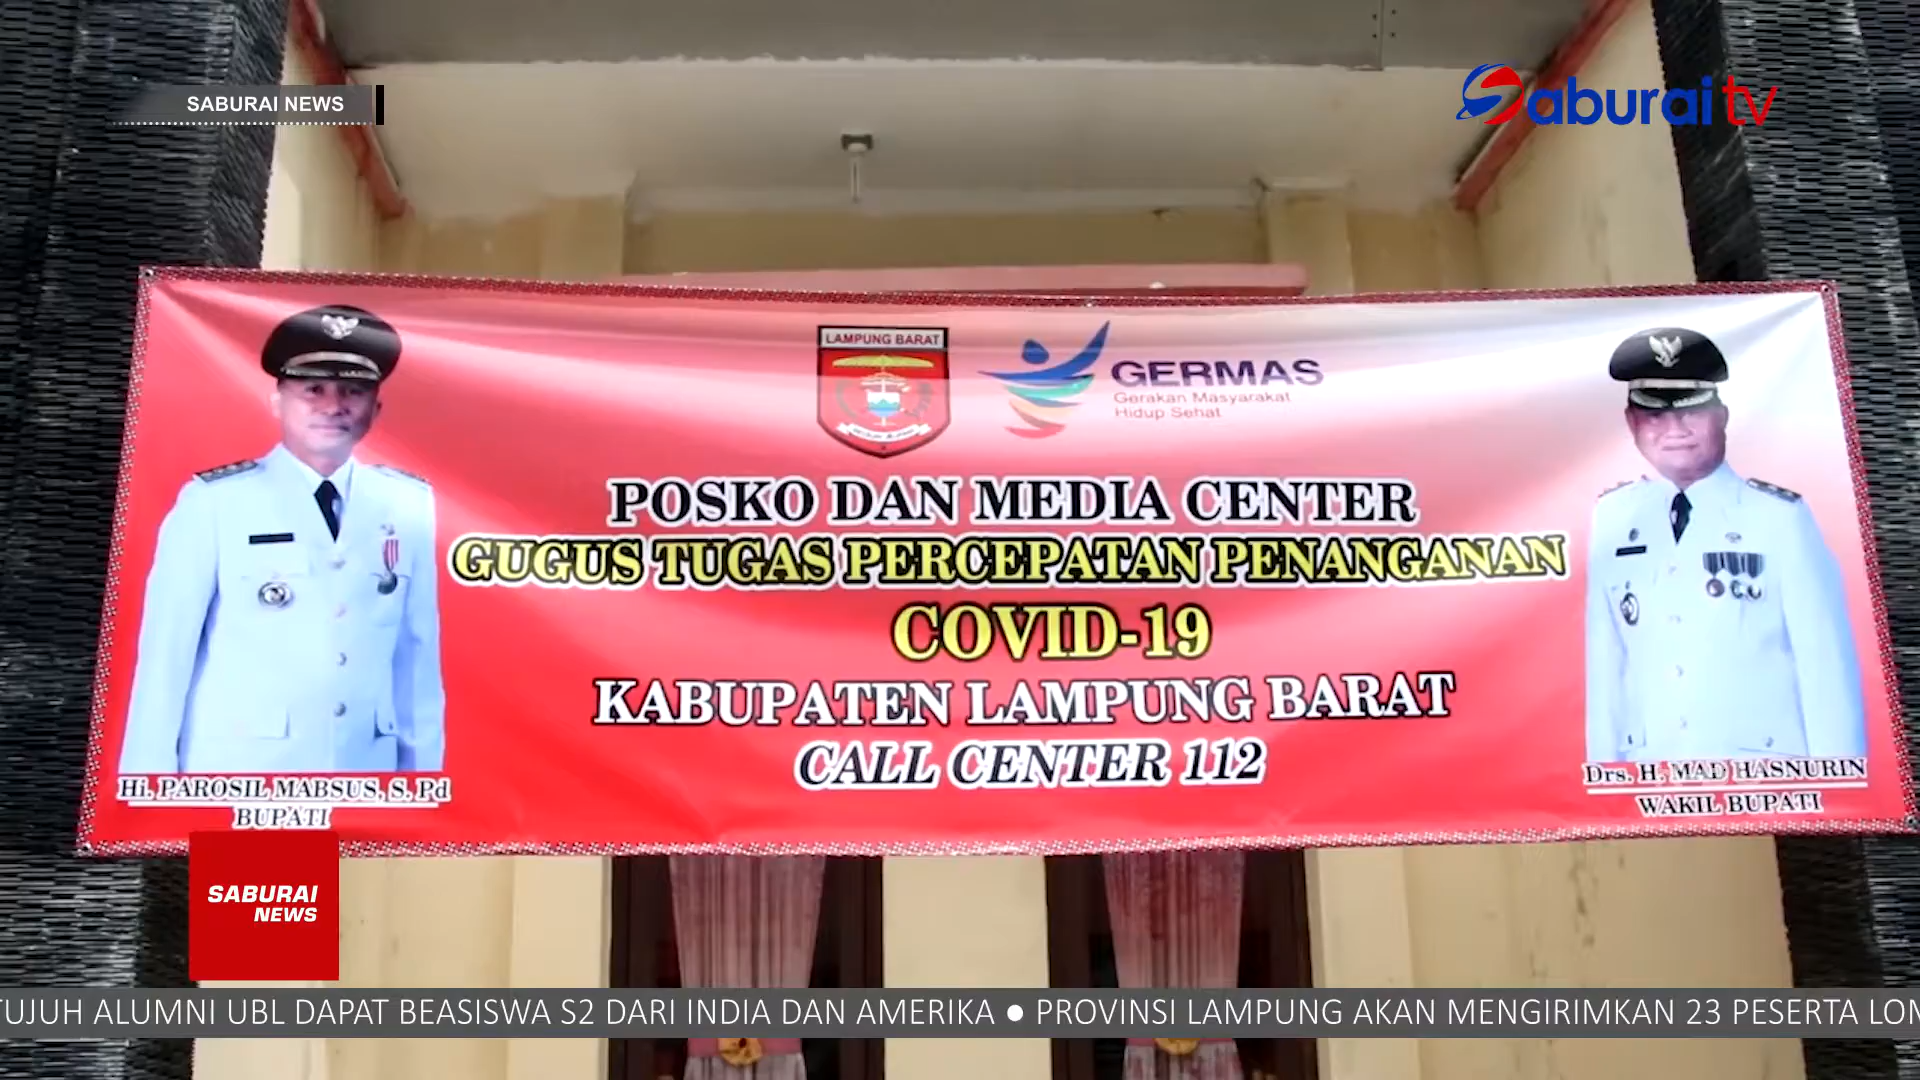 SABURAI NEWS
Saburai tv
LAMPUNG BARAT
GERMAS
Gerakan Masyarakat
Hidup Sehat
POSKO DAN MEDIA CENTER
GUGUS TUGAS PERCEPATAN PENANGANAN
COVID-19
KABUPATEN LAMPUNG BARAT
CALL CENTER 112
Hi. PAROSIL MABSUS, S.Pd
BUPATI
Drs. H. MAD HASNURIN
WAKIL BUPATI
SABURAI
NEWS
TUJUH ALUMNI UBL DAPAT BEASISWA S2 DARI INDIA DAN AMERIKA ● PROVINSI LAMPUNG AKAN MENGIRIMKAN 23 PESERTA LOM